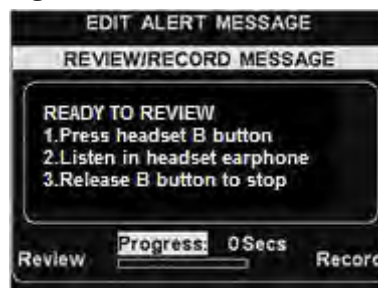 EDIT ALERT MESSAGE
REVIEW/RECORD MESSAGE
READY TO REVIEW
1.Press headset B button
2.Listen in headset earphone
3.Release B button to stop
Progress: 0Secs
Review Record